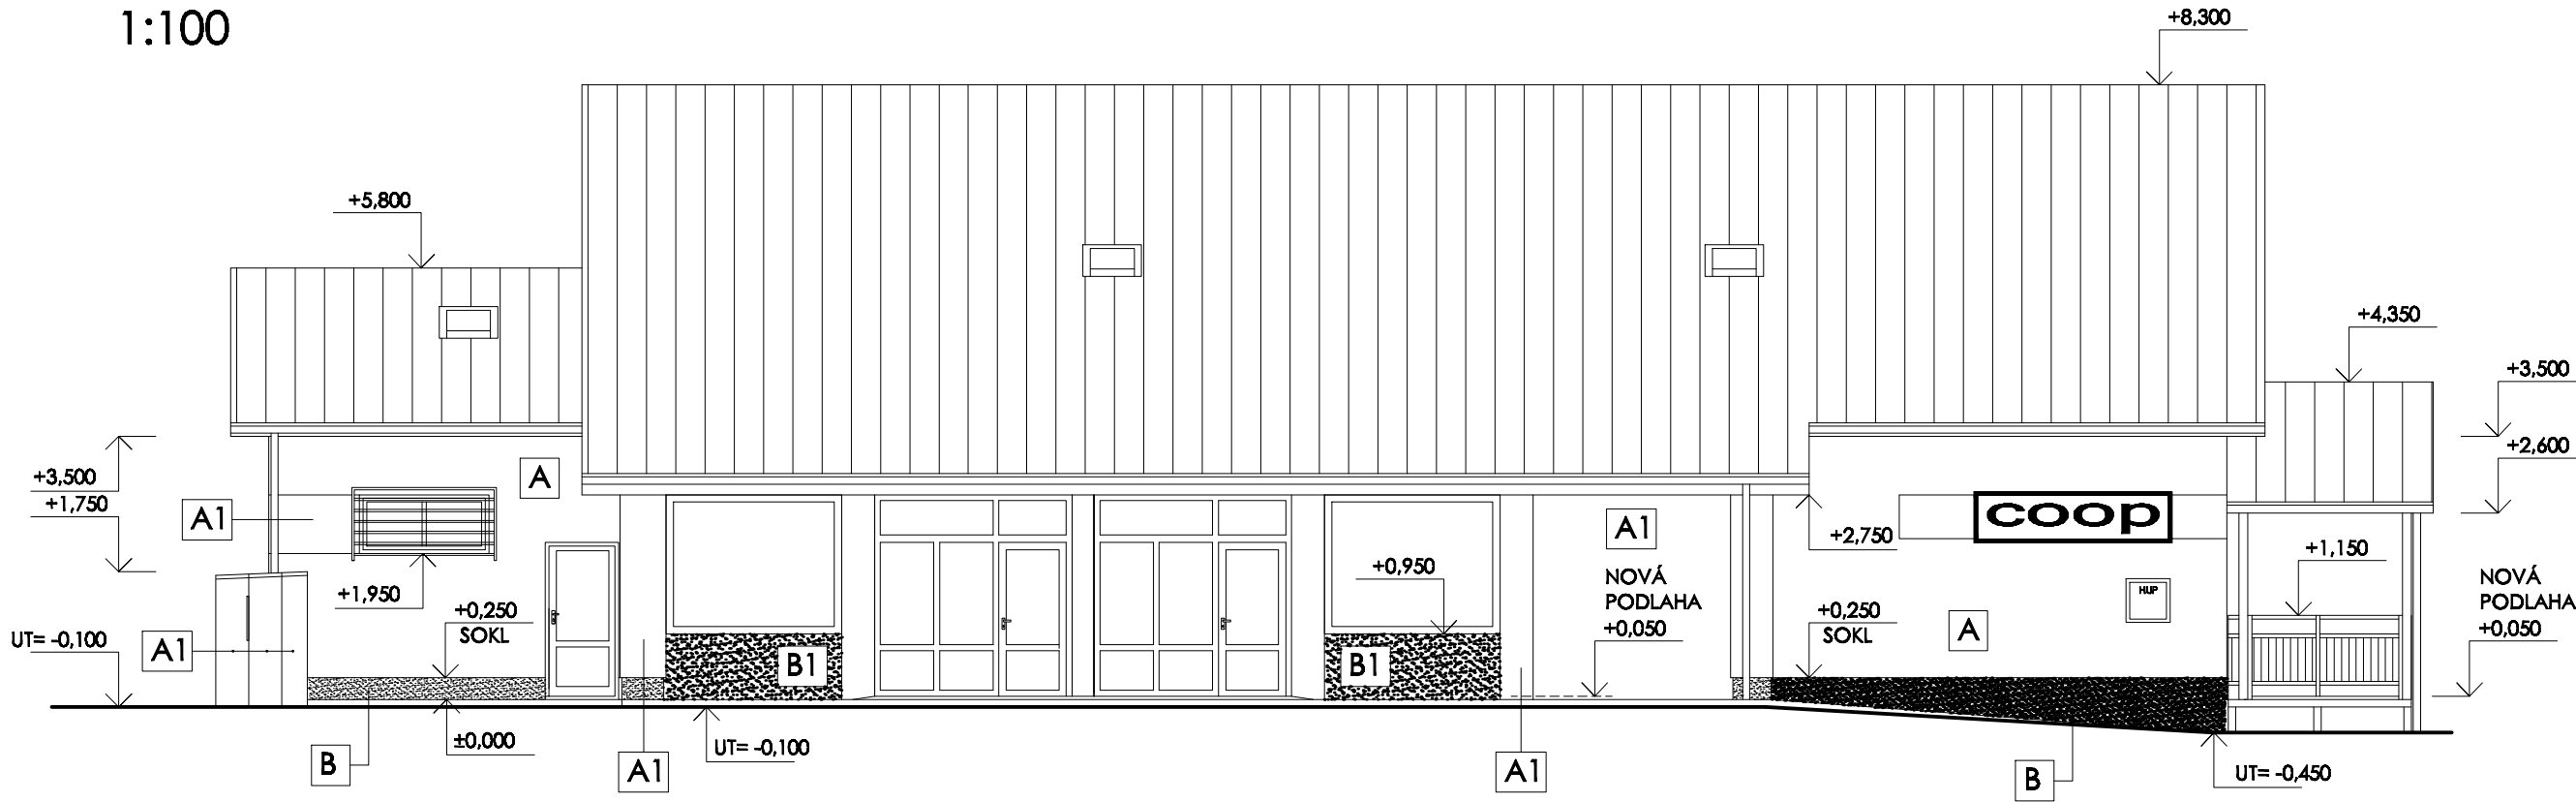 1:100
+8,300
+5,800
+4,350
+3,500
+2,600
A
+3,500
+1,750
A1
A1
coop
+2,750
+1,950
+0,950
+1,150
NOVÁ
PODLAHA
+0,050
NOVÁ
PODLAHA
+0,050
HUP
+0,250
SOKL
+0,250
SOKL
A
UT= -0,100
A1
B1
B1
±0,000
UT= -0,100
B
A1
A1
B
UT= -0,450